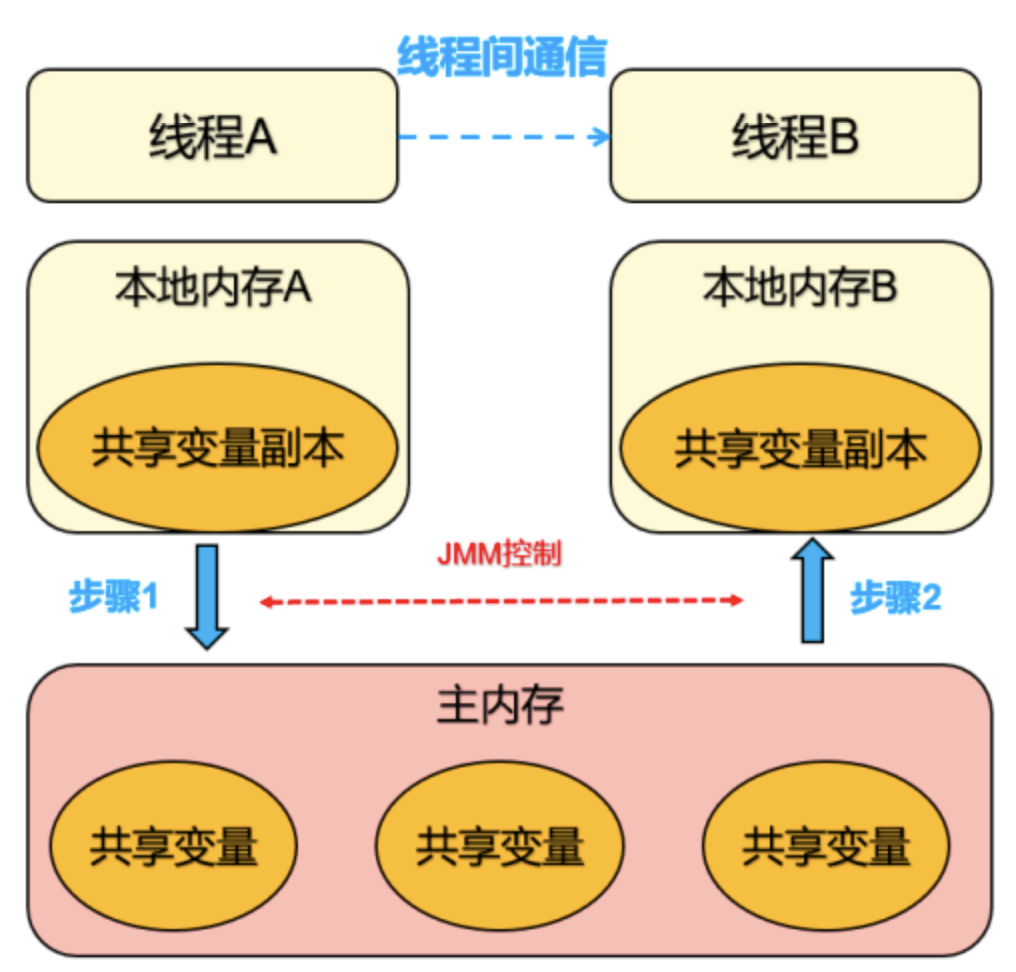 线程间通信
线程A
线程B
本地内存A
本地内存B
共享变量副本
共享变量副本
JMM控制
步骤1
步骤2
主内存
共享变量
共享变量
共享变量